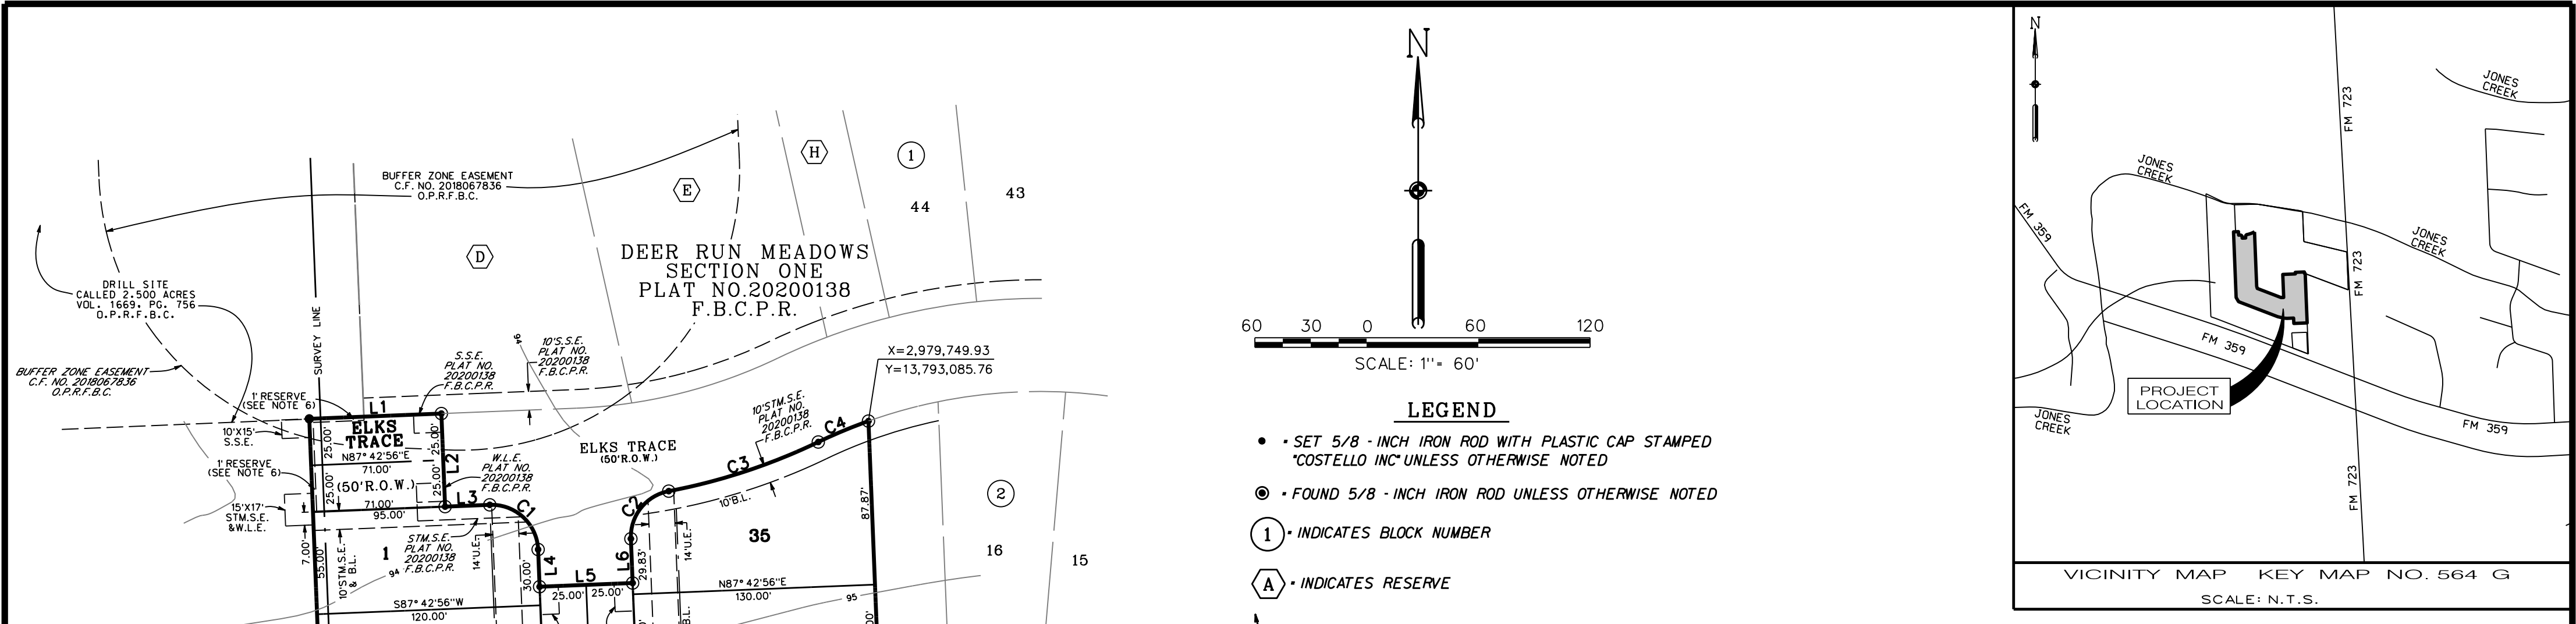 BUFFER ZONE EASEMENT
C.F. NO. 2018067836
O.P.R.F.B.C.
E
H
1
44
43
D
DEER RUN MEADOWS
SECTION ONE
PLAT NO.20200138
F.B.C.P.R.
DRILL SITE
CALLED 2.500 ACRES
VOL. 1669, PG. 756
O.P.R.F.B.C.
BUFFER ZONE EASEMENT
C.F. NO. 2018067836
O.P.R.F.B.C.
SURVEY LINE
S.S.E.
PLAT NO.
20200138
F.B.C.P.R.
94
10'S.S.E.
PLAT NO.
20200138
F.B.C.P.R.
X=2,979,749.93
Y=13,793,085.76
1' RESERVE
(SEE NOTE 6)
L1
ELKS
TRACE
10'X15'
S.S.E.
25.00'
25.00'
N87° 42'56"E
71.00'
1' RESERVE
(SEE NOTE 6)
25.00'
(50'R.O.W.)
25.00'
L2
W.L.E.
PLAT NO.
20200138
F.B.C.P.R.
ELKS TRACE
(50'R.O.W.)
10'STM.S.E.
PLAT NO.
20200138
F.B.C.P.R.
C4
C3
C2
10'B.L.
87.87'
2
15'X17'
STM.S.E.
&W.L.E.
71.00'
95.00'
L3
C1
7.00'
55.00'
10'STM.S.E.
& B.L.
1
94
STM.S.E.
PLAT NO.
20200138
F.B.C.P.R.
14'U.E.
30.00'
L4
L5
25.00'
25.00'
L6
29.83'
14'U.E.
B.L.
35
16
15
N87° 42'56"E
130.00'
95
S87° 42'56"W
120.00'
N
60 30 0 60 120
SCALE: 1"= 60'
LEGEND
• = SET 5/8 - INCH IRON ROD WITH PLASTIC CAP STAMPED
"COSTELLO INC" UNLESS OTHERWISE NOTED
= FOUND 5/8 - INCH IRON ROD UNLESS OTHERWISE NOTED
1 = INDICATES BLOCK NUMBER
A = INDICATES RESERVE
N
JONES
CREEK
FM 723
JONES
CREEK
FM 359
JONES
CREEK
FM 723
FM 359
PROJECT
LOCATION
JONES
CREEK
FM 359
FM 723
VICINITY MAP KEY MAP NO. 564 G
SCALE: N.T.S.